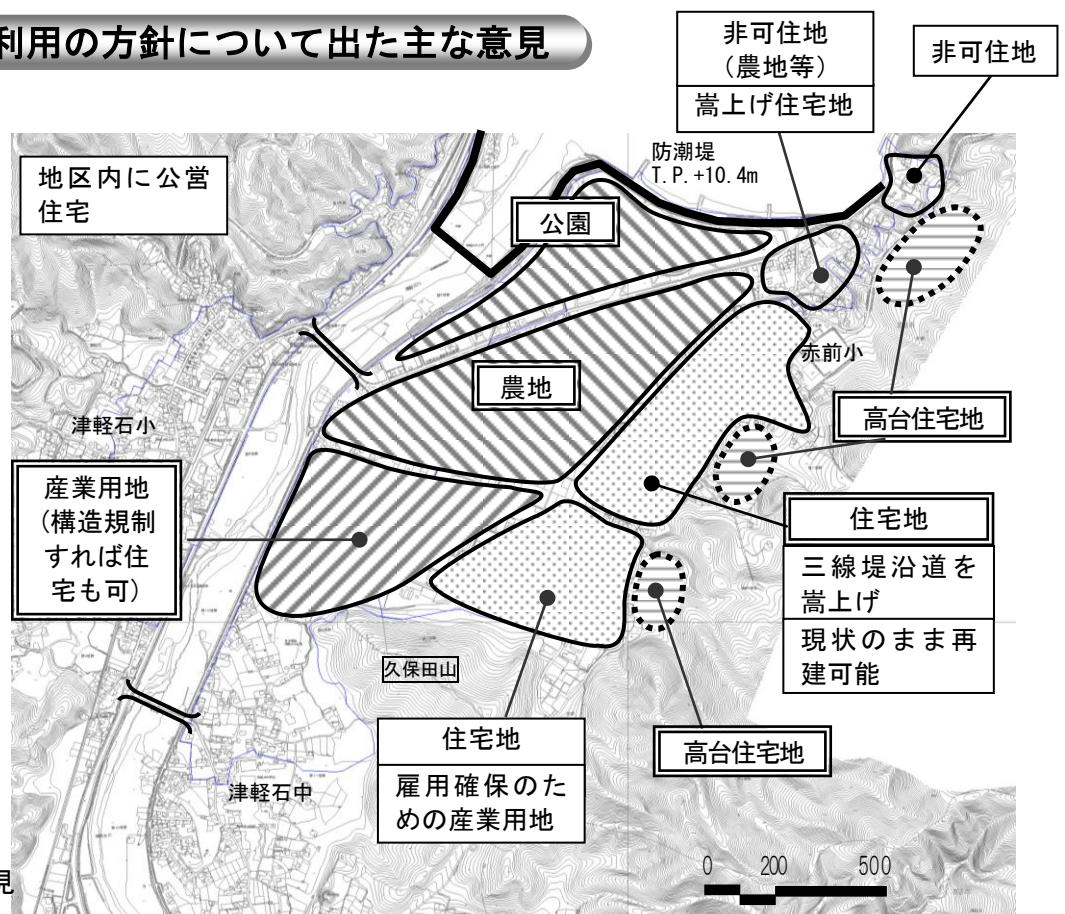 利用の方針について出た主な意見
非可住地
（農地等）
嵩上げ住宅地
非可住地
地区内に公営
住宅
防潮堤
T.P.+10.4m
公園
農地
赤前小
高台住宅地
津軽石小
産業用地
(構造規制
すれば住
宅も可)
住宅地
三線堤沿道を
嵩上げ
現状のまま再
建可能
久保田山
住宅地
雇用確保のた
めの産業用地
高台住宅地
津軽石中
0 200 500
見